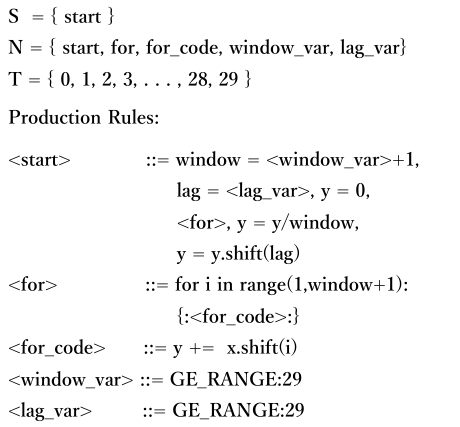 S = { start }
N = { start, for, for_code, window_var, lag_var}
T = { 0, 1, 2, 3, . . . , 28, 29 }
Production Rules:
<start> ::= window = <window_var>+1,
lag = <lag_var>, y = 0,
<for>, y = y/window,
y = y.shift(lag)
<for> ::= for i in range(1,window+1):
{:<for_code>:}
<for_code> ::= y += x.shift(i)
<window_var> ::= GE_RANGE:29
<lag_var> ::= GE_RANGE:29